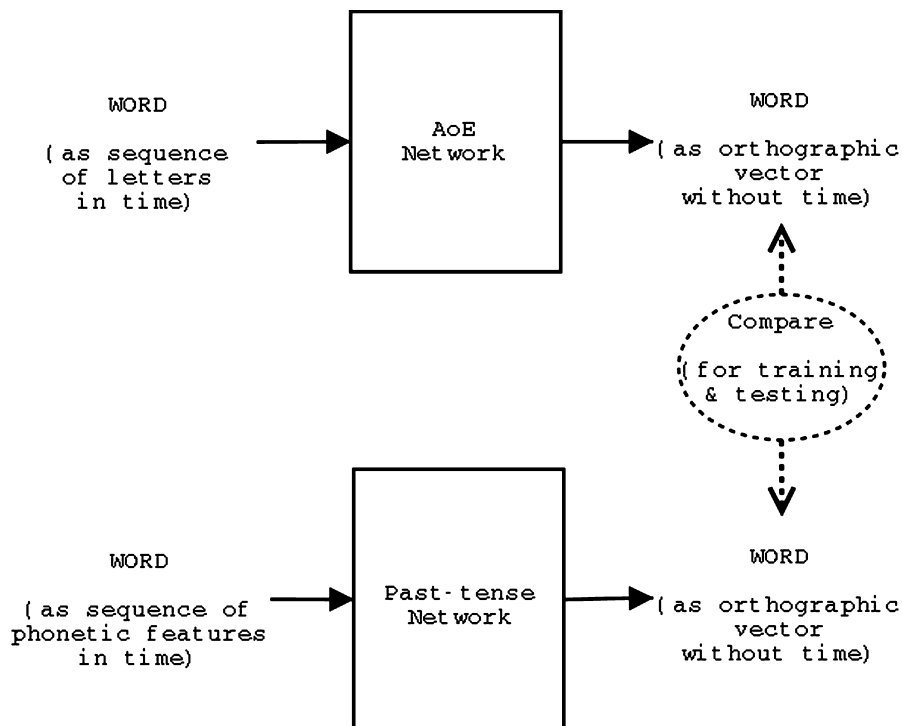 WORD
(as sequence
of letters
in time)
AoE
Network
WORD
(as orthographic
vector
without time)
Compare
(for training
& testing)
WORD
(as sequence of
phonetic features
in time)
Past-tense
Network
WORD
(as orthographic
vector
without time)